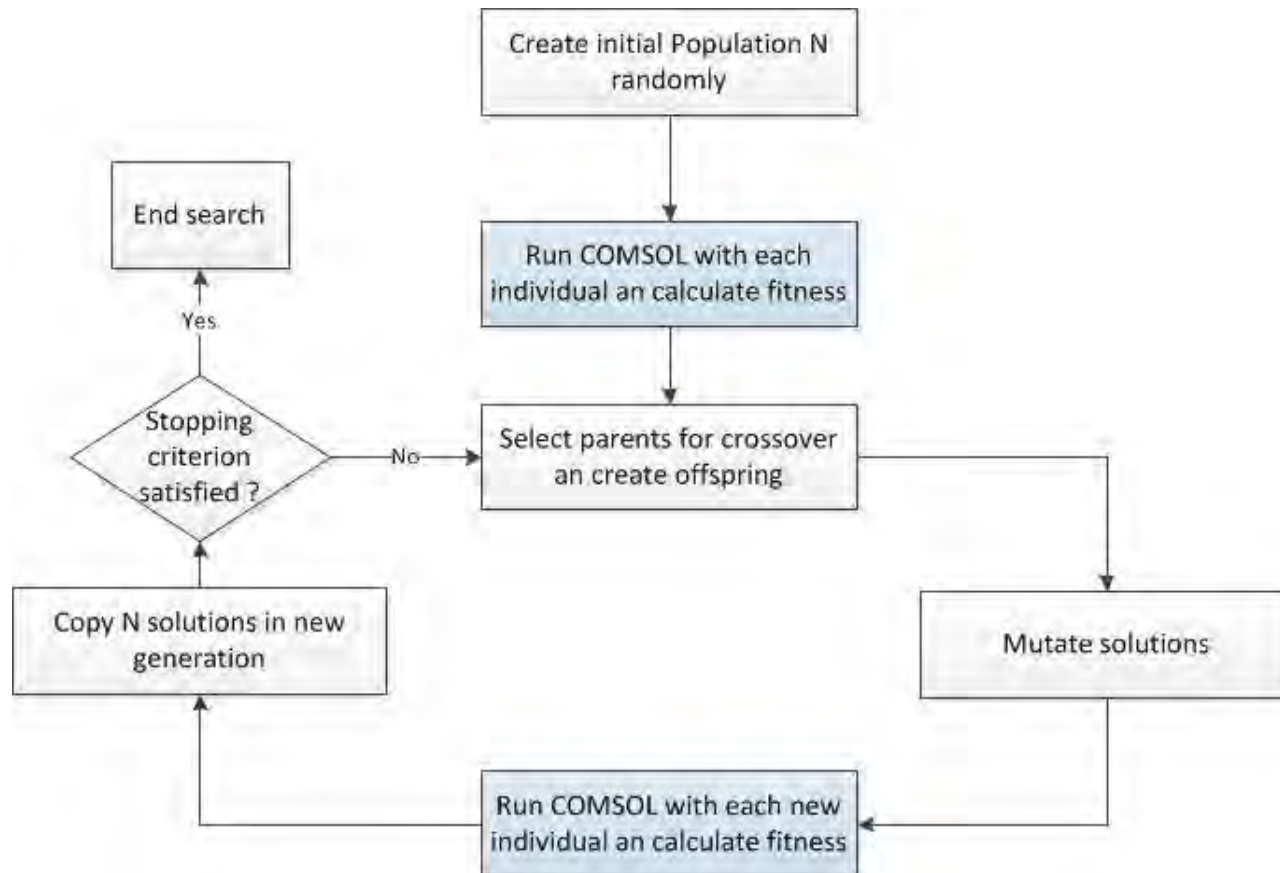 Create initial Population N
randomly
Run COMSOL with each
individual an calculate fitness
Select parents for crossover
an create offspring
Mutate solutions
Run COMSOL with each new
individual an calculate fitness
Copy N solutions in new
generation
Stopping
criterion
satisfied ?
No
Yes
End search